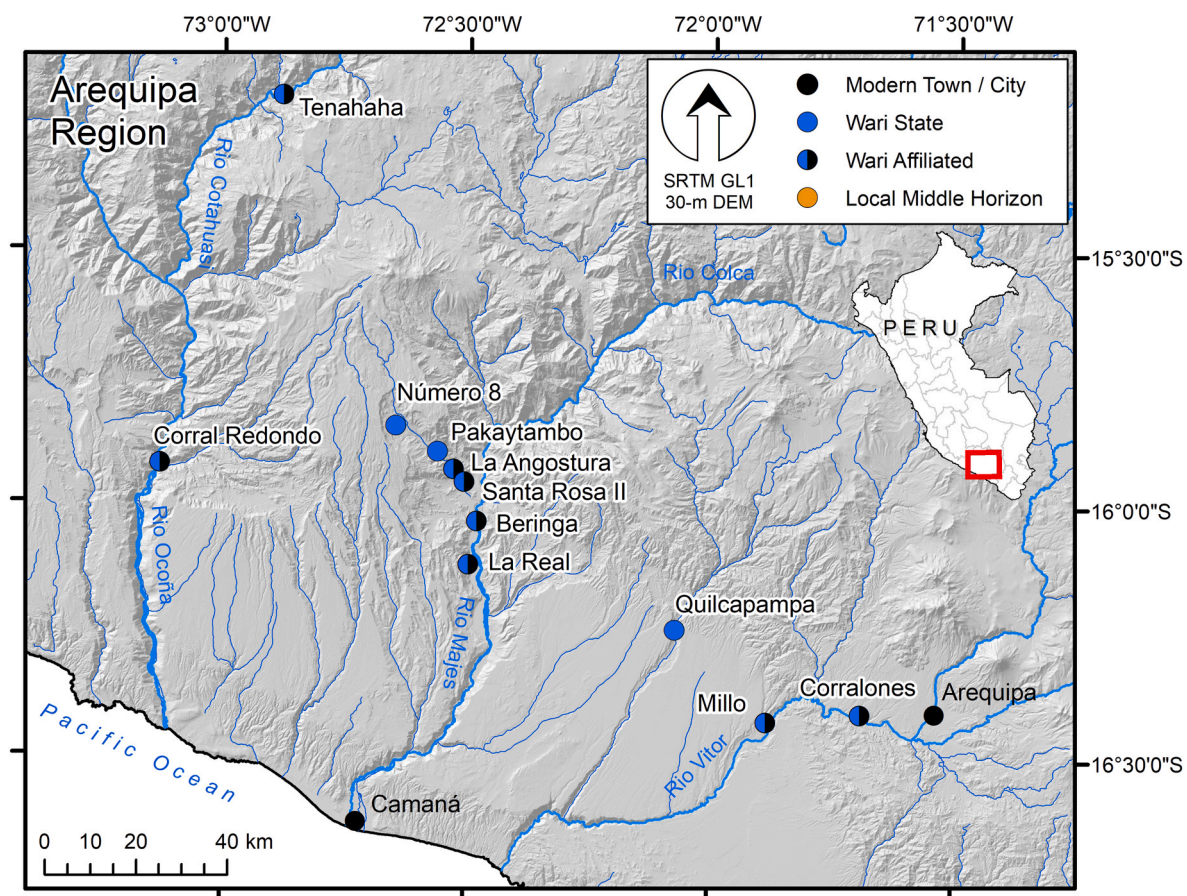 73°0'0"W
72°30'0"W
72°0'0"W
71°30'0"W
Arequipa
Region
Tenahaha
Rio Cotahuasi
SRTM GL1
30-m DEM
Modern Town / City
Wari State
Wari Affiliated
Local Middle Horizon
15°30'0"S
Rio Colca
PERU
Número 8
Pakaytambo
Corral Redondo
La Angostura
Santa Rosa II
16°0'0"S
Beringa
Rio Ocoña
La Real
Quilcapampa
Rio Majes
Corralones
Arequipa
Millo
Rio Vitor
Pacific Ocean
16°30'0"S
Camaná
0 10 20 40 km